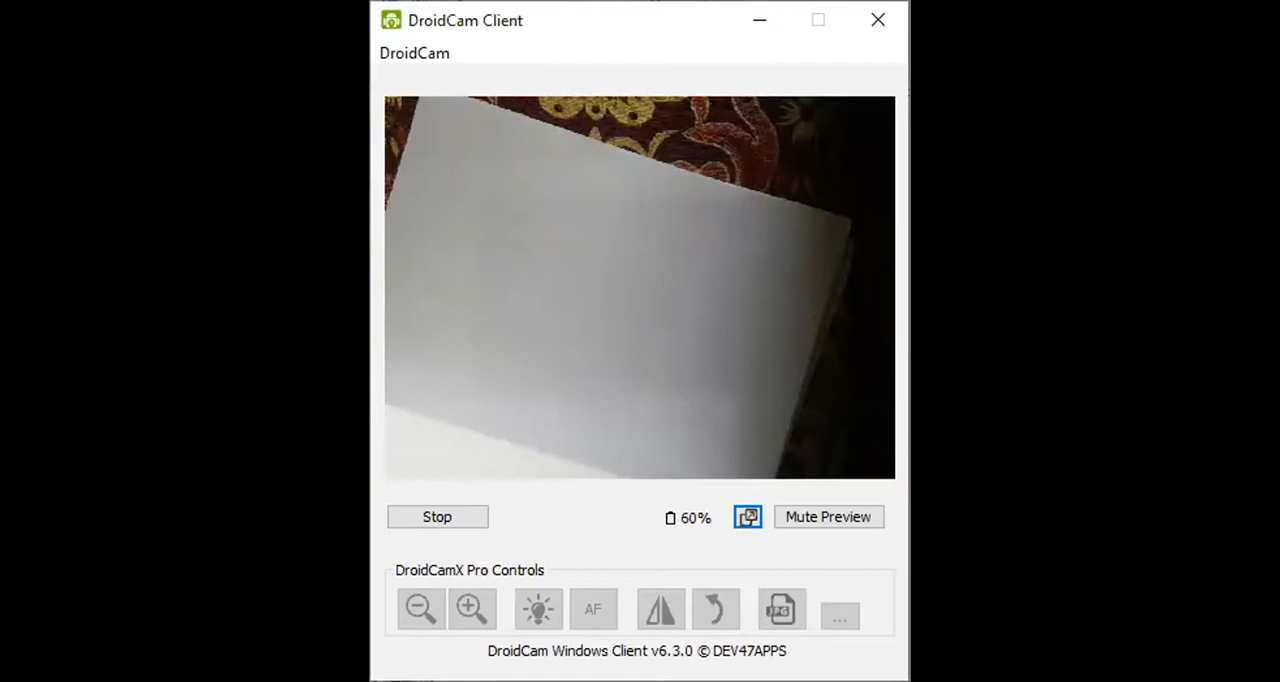 DroidCam Client
DroidCam
Stop
60%
Mute Preview
DroidCamX Pro Controls
AF
JPG
...
DroidCam Windows Client v6.3.0 © DEV47APPS